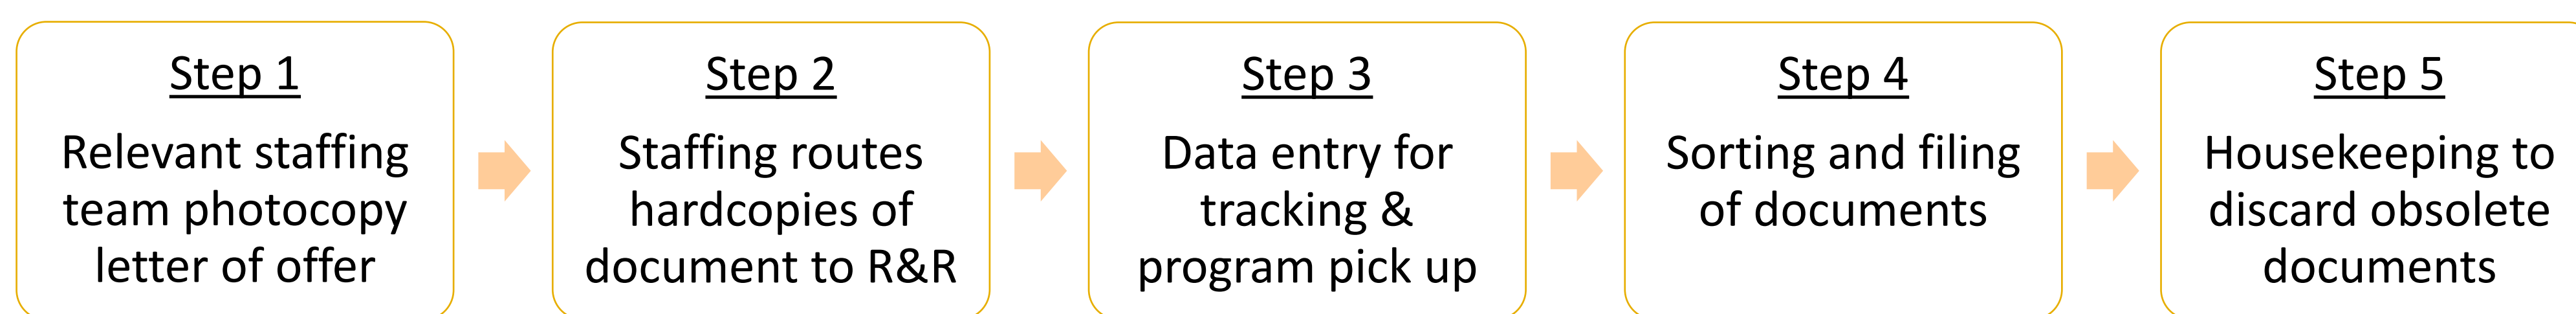 Step 1
Relevant staffing
team photocopy
letter of offer
Step 2
Staffing routes
hardcopies of
document to R&R
Step 3
Data entry for
tracking &
program pick up
Step 4
Sorting and filing
of documents
Step 5
Housekeeping to
discard obsolete
documents